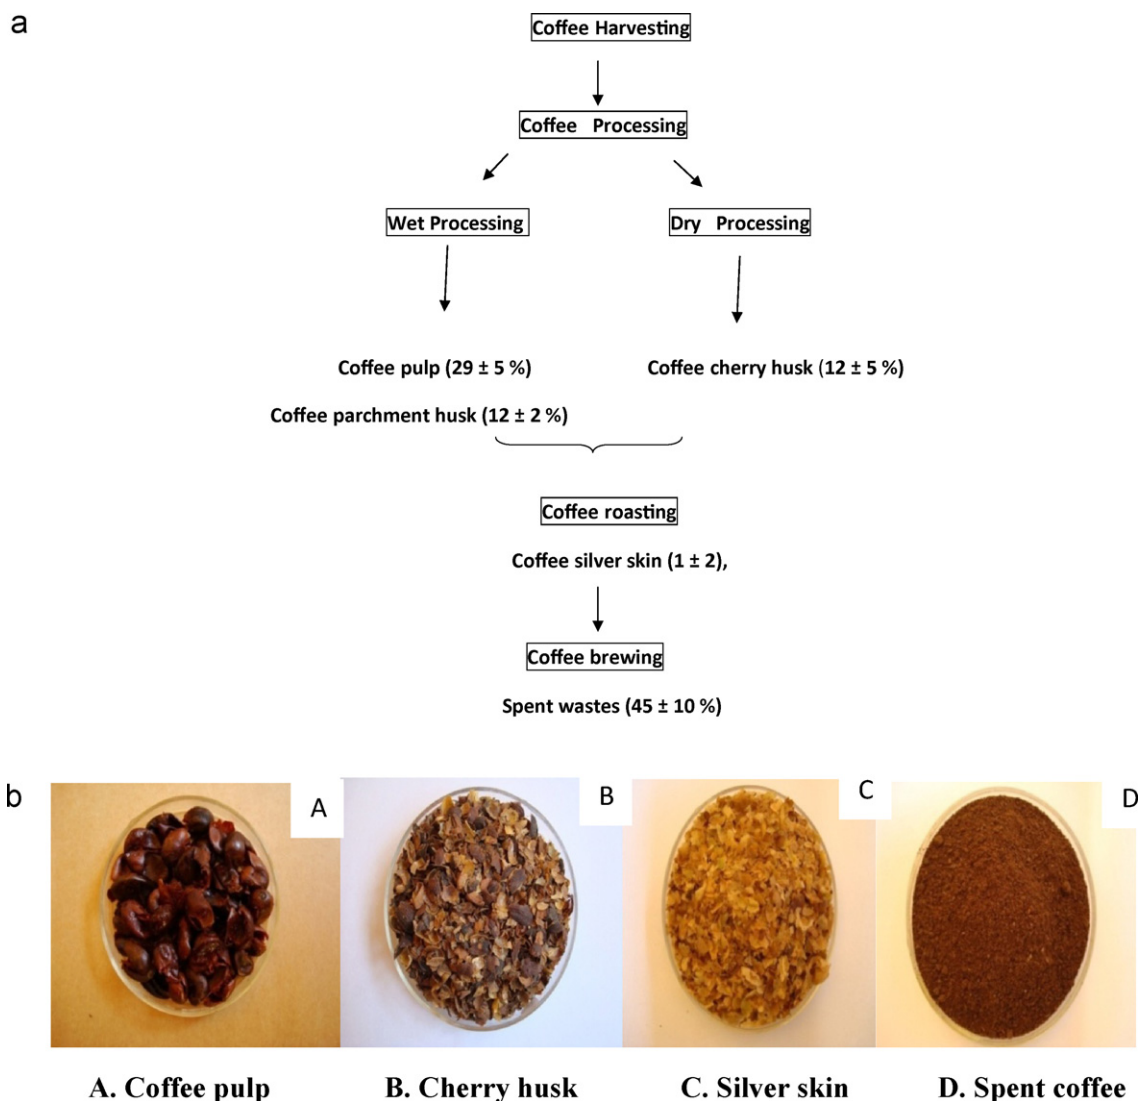 a
Coffee Harvesting
Coffee Processing
Wet Processing
Dry Processing
Coffee pulp (29 ± 5 %)
Coffee cherry husk (12 ± 5 %)
Coffee parchment husk (12 ± 2 %)
Coffee roasting
Coffee silver skin (1 ± 2),
Coffee brewing
Spent wastes (45 ± 10 %)
b
A
B
C
D
A. Coffee pulp
B. Cherry husk
C. Silver skin
D. Spent coffee